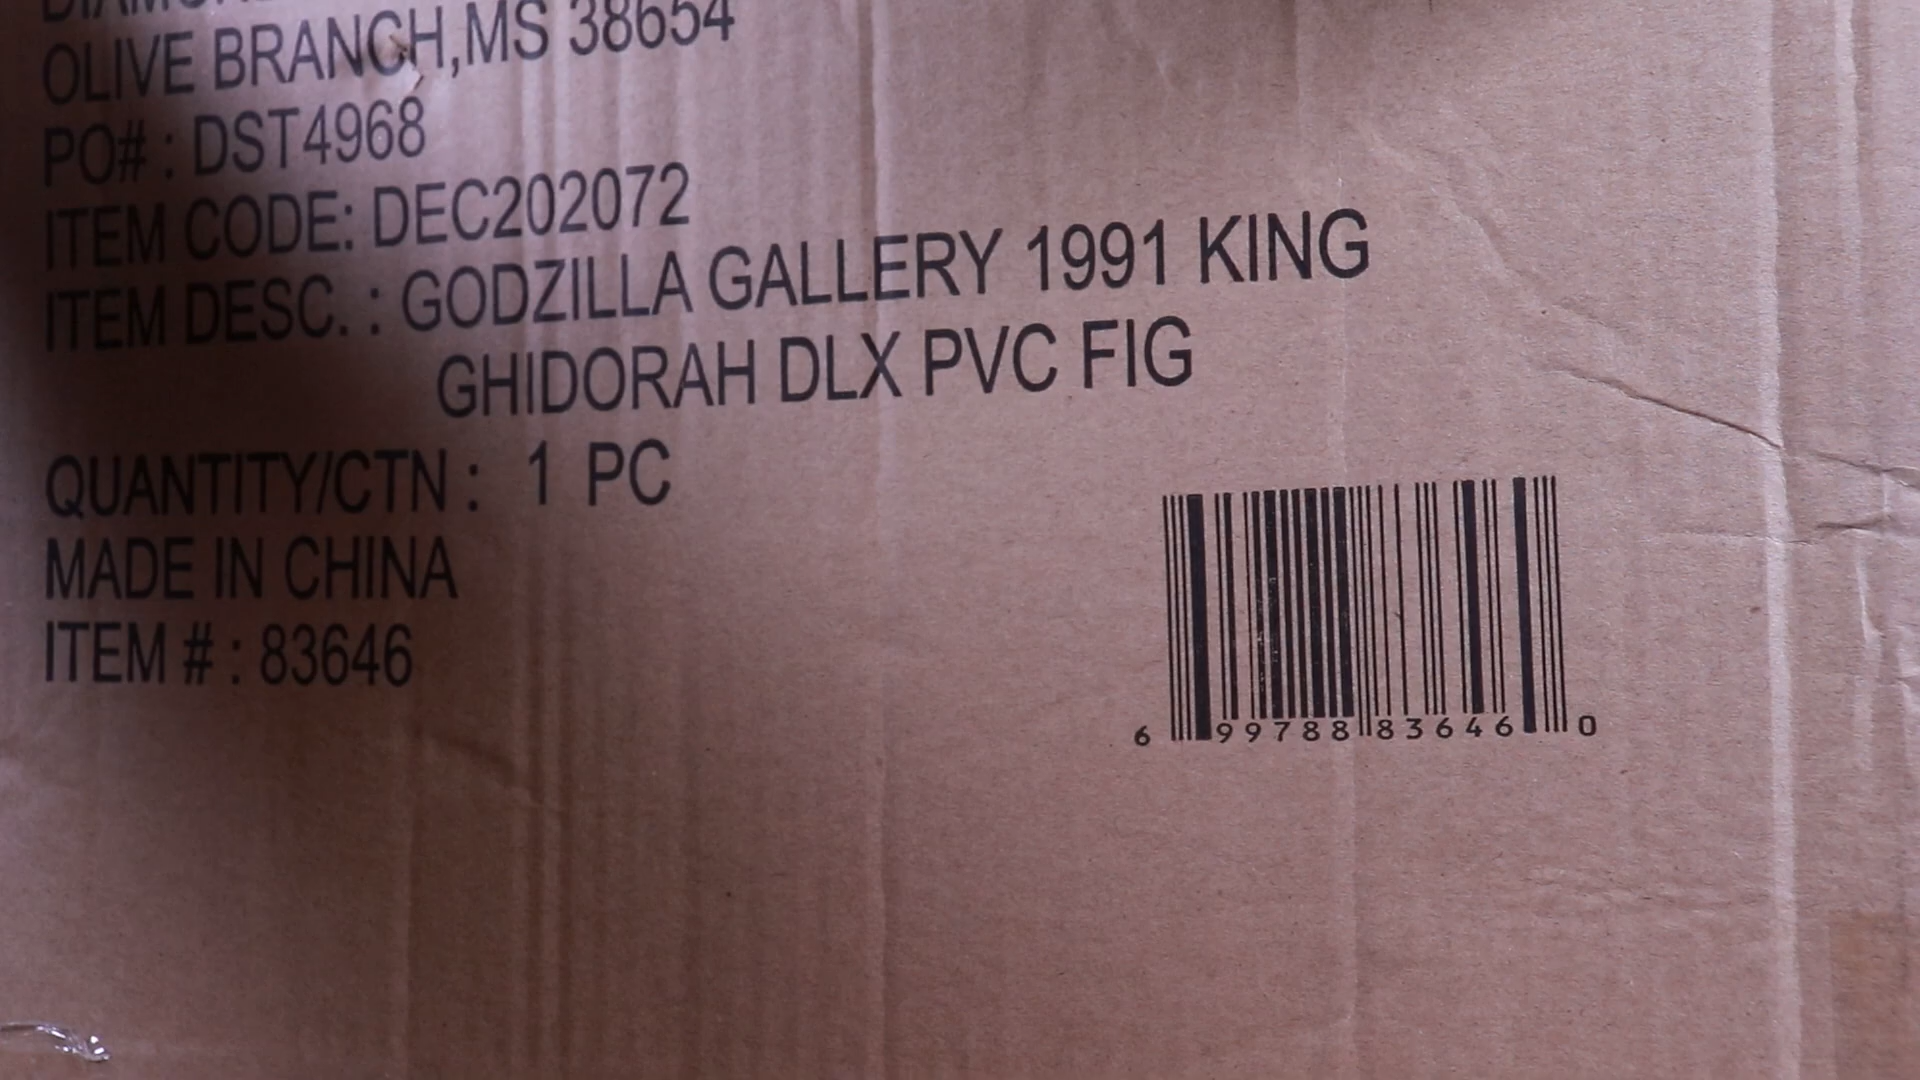 OLIVE BRANCH,MS 38654
PO# : DST4968
ITEM CODE: DEC202072
ITEM DESC. : GODZILLA GALLERY 1991 KING
GHIDORAH DLX PVC FIG
QUANTITY/CTN : 1 PC
MADE IN CHINA
ITEM # : 83646
6 99788 83646 0